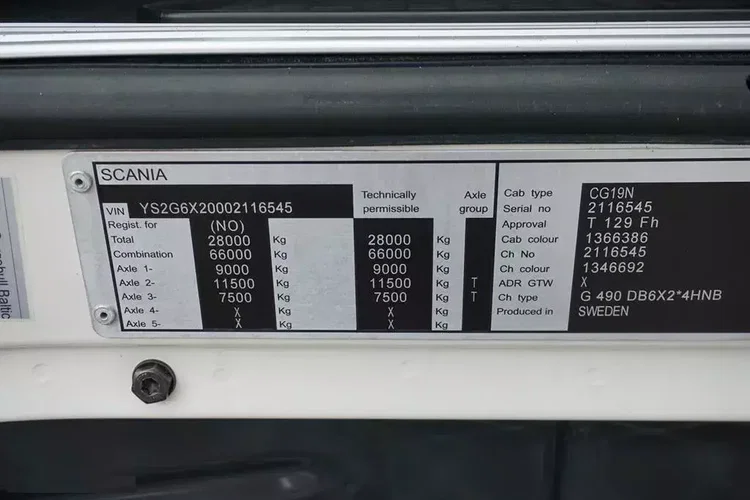 SCANIA
VIN YS2G6X20002116545 Technically permissible Axle group
Regist. for (NO)
Total 28000 Kg 28000 Kg
Combination 66000 Kg 66000 Kg
Axle 1- 9000 Kg 9000 Kg
Axle 2- 11500 Kg 11500 Kg T
Axle 3- 7500 Kg 7500 Kg T
Axle 4- X Kg X Kg
Axle 5- X Kg X Kg
Cab type CG19N
Serial no 2116545
Approval T 129 Fh
Cab colour 1366386
Ch No 2116545
Ch colour 1346692
ADR GTW X
Ch type G 490 DB6X2*4HNB
Produced in SWEDEN
Baltic